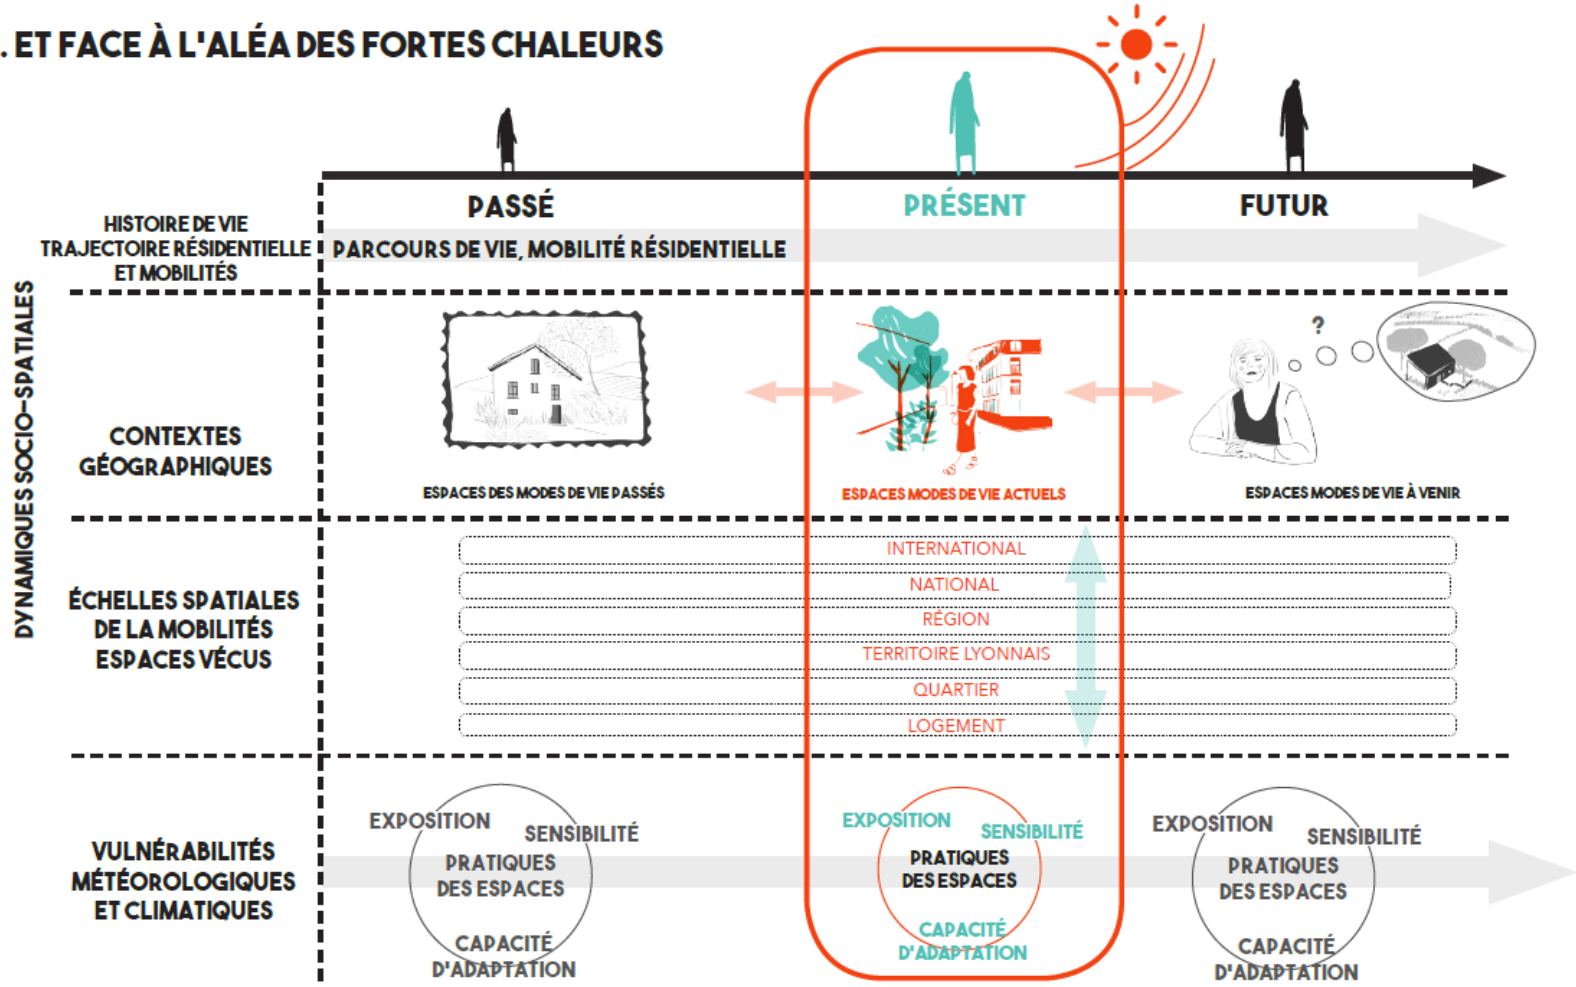 . ET FACE À L'ALÉA DES FORTES CHALEURS
PASSÉ
PRÉSENT
FUTUR
DYNAMIQUES SOCIO-SPATIALES
HISTOIRE DE VIE
TRAJECTOIRE RÉSIDENTIELLE
ET MOBILITÉS
PARCOURS DE VIE, MOBILITÉ RÉSIDENTIELLE
CONTEXTES
GÉOGRAPHIQUES
?
ESPACES DES MODES DE VIE PASSÉS
ESPACES MODES DE VIE ACTUELS
ESPACES MODES DE VIE À VENIR
ÉCHELLES SPATIALES
DE LA MOBILITÉS
ESPACES VÉCUS
INTERNATIONAL
NATIONAL
RÉGION
TERRITOIRE LYONNAIS
QUARTIER
LOGEMENT
VULNÉRABILITÉS
MÉTÉOROLOGIQUES
ET CLIMATIQUES
EXPOSITION
SENSIBILITÉ
PRATIQUES
DES ESPACES
CAPACITÉ
D'ADAPTATION
EXPOSITION
SENSIBILITÉ
PRATIQUES
DES ESPACES
CAPACITÉ
D'ADAPTATION
EXPOSITION
SENSIBILITÉ
PRATIQUES
DES ESPACES
CAPACITÉ
D'ADAPTATION